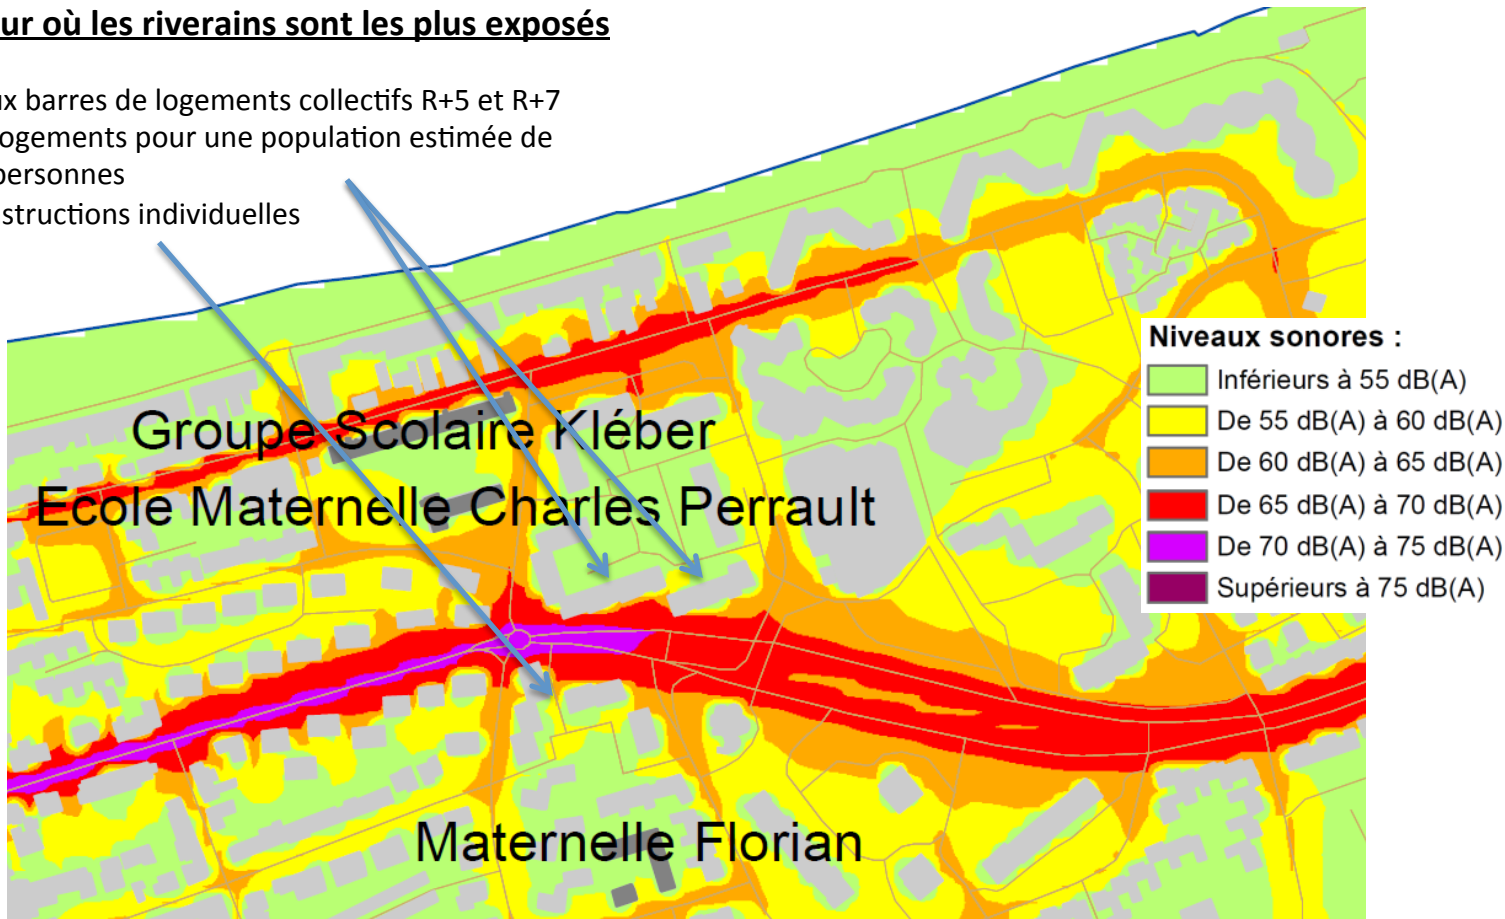 ur où les riverains sont les plus exposés
ux barres de logements collectifs R+5 et R+7
logements pour une population estimée de
personnes
nstructions individuelles
Groupe Scolaire Kléber
Ecole Maternelle Charles Perrault
Maternelle Florian
Niveaux sonores :
Inférieurs à 55 dB(A)
De 55 dB(A) à 60 dB(A)
De 60 dB(A) à 65 dB(A)
De 65 dB(A) à 70 dB(A)
De 70 dB(A) à 75 dB(A)
Supérieurs à 75 dB(A)